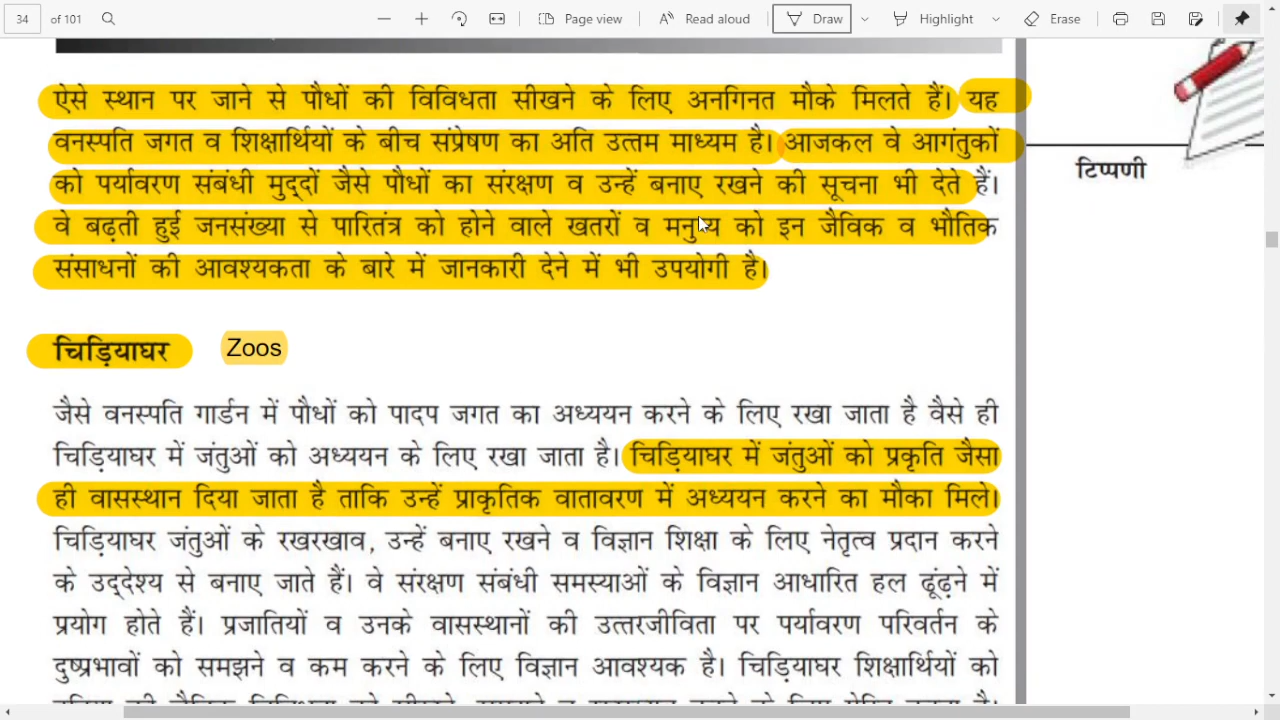 34 of 101 Page view Read aloud Draw Highlight Erase
ऐसे स्थान पर जाने से पौधों की विविधता सीखने के लिए अनगिनत मौके मिलते हैं। यह
वनस्पति जगत व शिक्षार्थियों के बीच संप्रेषण का अति उत्तम माध्यम है। आजकल वे आगंतुकों
को पर्यावरण संबंधी मुद्दों जैसे पौधों का संरक्षण व उन्हें बनाए रखने की सूचना भी देते हैं।
वे बढ़ती हुई जनसंख्या से पारितंत्र को होने वाले खतरों व मनुष्य को इन जैविक व भौतिक
संसाधनों की आवश्यकता के बारे में जानकारी देने में भी उपयोगी है।
टिप्पणी
चिड़ियाघर Zoos
जैसे वनस्पति गार्डन में पौधों को पादप जगत का अध्ययन करने के लिए रखा जाता है वैसे ही
चिड़ियाघर में जंतुओं को अध्ययन के लिए रखा जाता है। चिड़ियाघर में जंतुओं को प्रकृति जैसा
ही वासस्थान दिया जाता है ताकि उन्हें प्राकृतिक वातावरण में अध्ययन करने का मौका मिले।
चिड़ियाघर जंतुओं के रखरखाव, उन्हें बनाए रखने व विज्ञान शिक्षा के लिए नेतृत्व प्रदान करने
के उद्देश्य से बनाए जाते हैं। वे संरक्षण संबंधी समस्याओं के विज्ञान आधारित हल ढूंढ़ने में
प्रयोग होते हैं। प्रजातियों व उनके वासस्थानों की उत्तरजीविता पर पर्यावरण परिवर्तन के
दुष्प्रभावों को समझने व कम करने के लिए विज्ञान आवश्यक है। चिड़ियाघर शिक्षार्थियों को